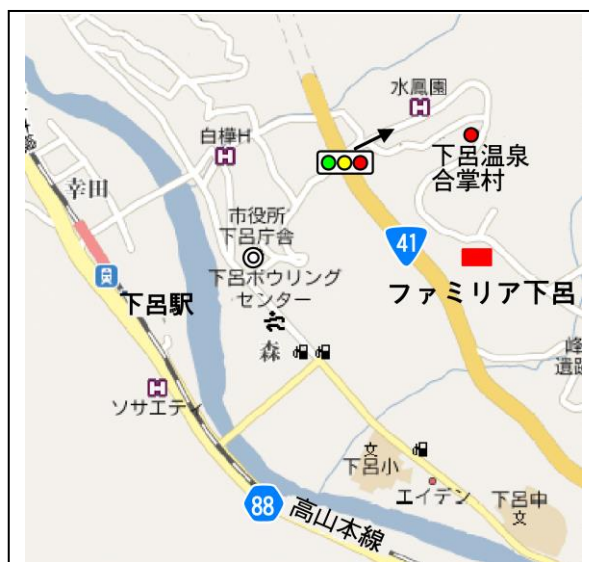 水鳳園
白樺H
下呂温泉
合掌村
幸田
市役所
下呂庁舎
41
下呂ボウリング
センター
ファミリア下呂
下呂駅
森
峰
遺跡
ソサエティ
下呂小
エイデン
下呂中
88
高山本線